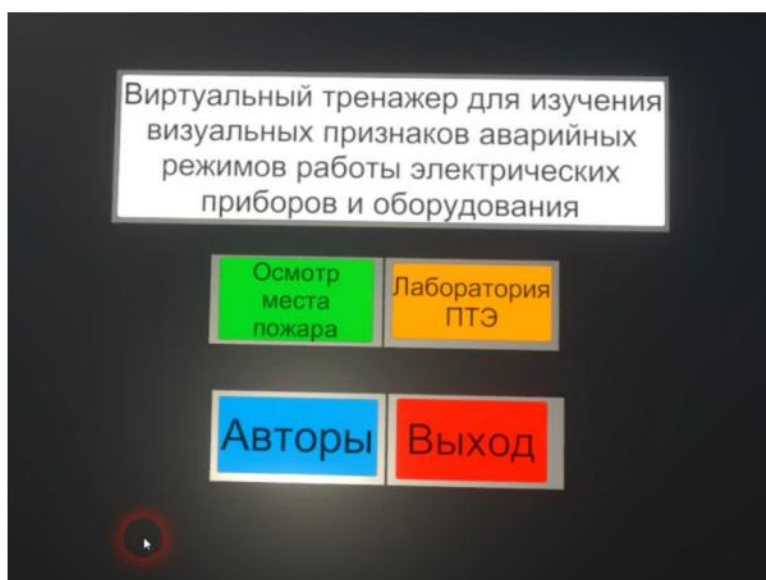 Виртуальный тренажер для изучения
визуальных признаков аварийных
режимов работы электрических
приборов и оборудования
Осмотр
места
пожара
Лаборатория
ПТЭ
Авторы
Выход